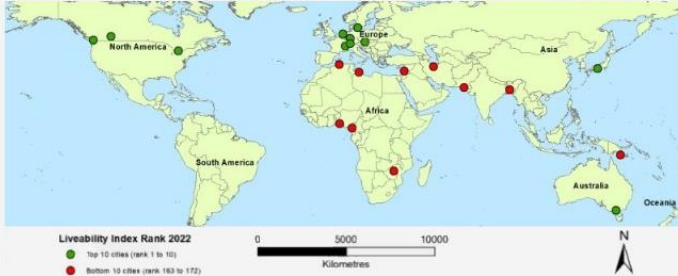 Europe
North America
Asia
Africa
South America
Australia
Oceania
Liveability Index Rank 2022
Top 10 cities (rank 1 to 10)
Bottom 10 cities (rank 163 to 172)
0 5000 10000
Kilometres
N